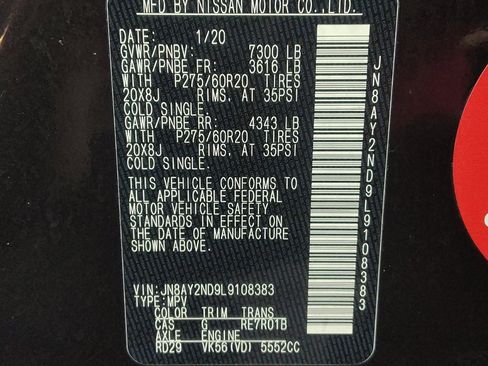 MFD BY NISSAN MOTOR CO.,LTD.
DATE: 1/20
GVWR/PNBV: 7300 LB
GAWR/PNBE FR: 3616 LB
WITH P275/60R20 TIRES
20X8J RIMS, AT 35PSI
COLD SINGLE.
GAWR/PNBE RR: 4343 LB
WITH P275/60R20 TIRES
20X8J RIMS, AT 35PSI
COLD SINGLE.
THIS VEHICLE CONFORMS TO
ALL APPLICABLE FEDERAL
MOTOR VEHICLE SAFETY
STANDARDS IN EFFECT ON
THE DATE OF MANUFACTURE
SHOWN ABOVE.
VIN:JN8AY2ND9L9108383
TYPE:MPV
COLOR TRIM TRANS
CAS G RE7R01B
AXLE ENGINE
RD29 VK56(VD) 5552CC
JN8AY2ND9L9108383